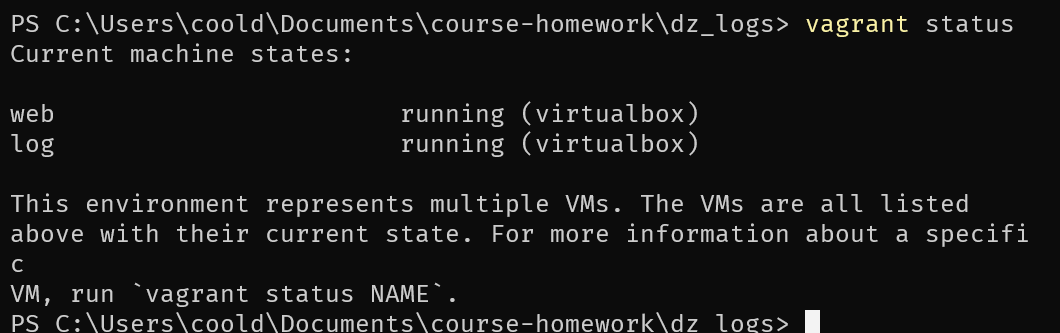 PS C:\Users\coold\Documents\course-homework\dz_logs> vagrant status
Current machine states:
web                       running (virtualbox)
log                       running (virtualbox)
This environment represents multiple VMs. The VMs are all listed
above with their current state. For more information about a specifi
c
VM, run `vagrant status NAME`.
PS C:\Users\coold\Documents\course-homework\dz_logs>